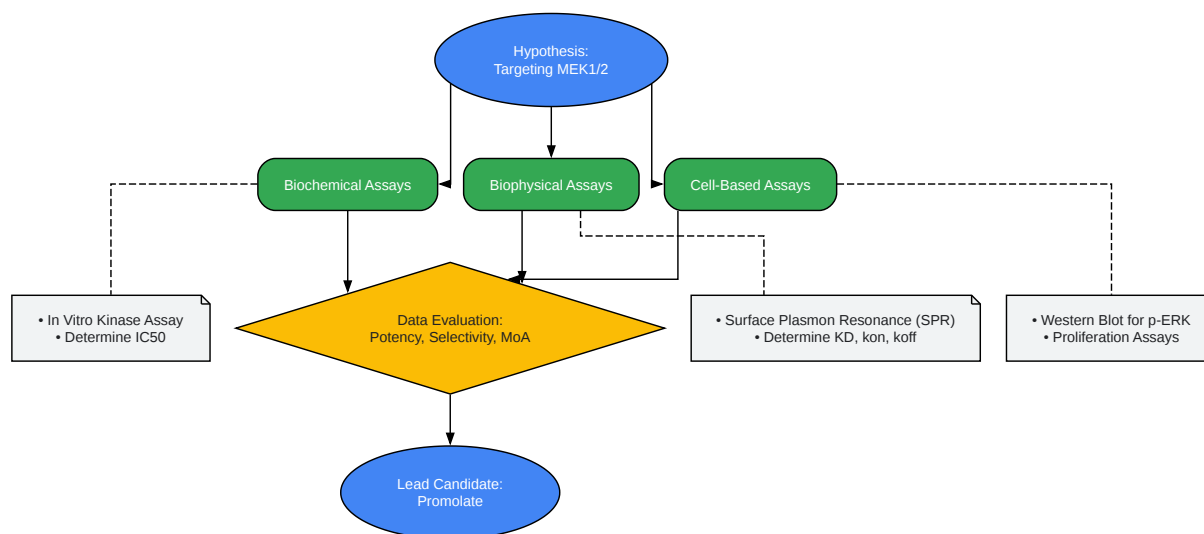 Hypothesis:
Targeting MEK1/2
Biochemical Assays
Biophysical Assays
Cell-Based Assays
• In Vitro Kinase Assay
• Determine IC50
Data Evaluation:
Potency, Selectivity, MoA
• Surface Plasmon Resonance (SPR)
• Determine KD, kon, koff
• Western Blot for p-ERK
• Proliferation Assays
Lead Candidate:
Promolate